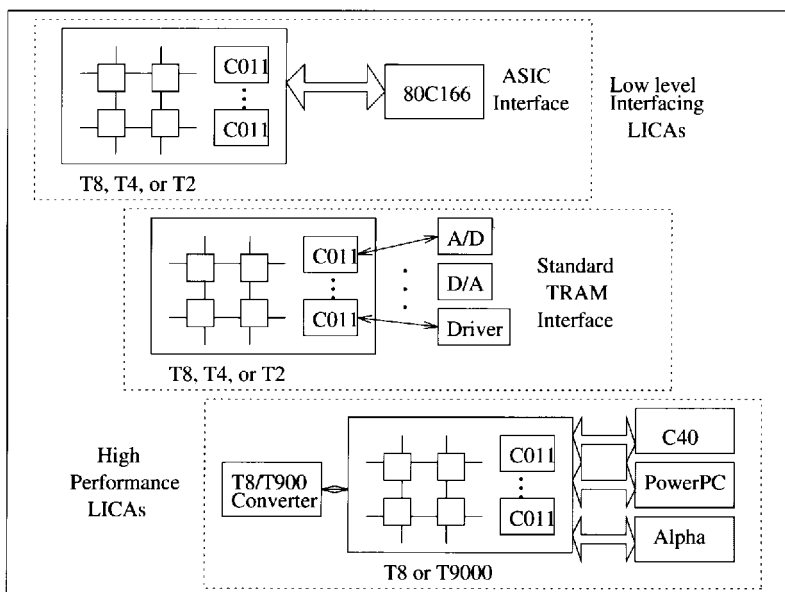 C011
C011
80C166
ASIC
Interface
Low level
Interfacing
LICAs
T8, T4, or T2
C011
C011
A/D
D/A
Driver
Standard
TRAM
Interface
T8, T4, or T2
High
Performance
LICAs
T8/T900
Converter
C011
C011
C40
PowerPC
Alpha
T8 or T9000